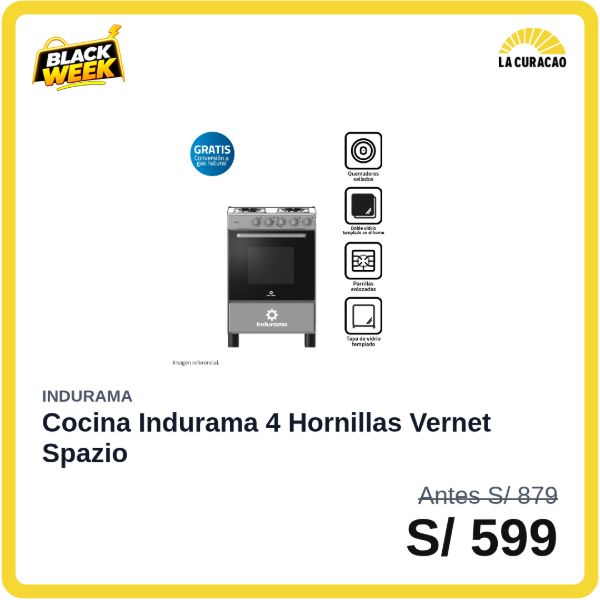 BLACK
WEEK
LA CURACAO
GRATIS
Conversión a
gas natural
Quemadores
sellados
Doble vidrio
templado en el horno
Parrillas
enlozadas
Tapa de vidrio
templado
indurama
Imagen referencial.
INDURAMA
Cocina Indurama 4 Hornillas Vernet
Spazio
Antes S/ 879
S/ 599